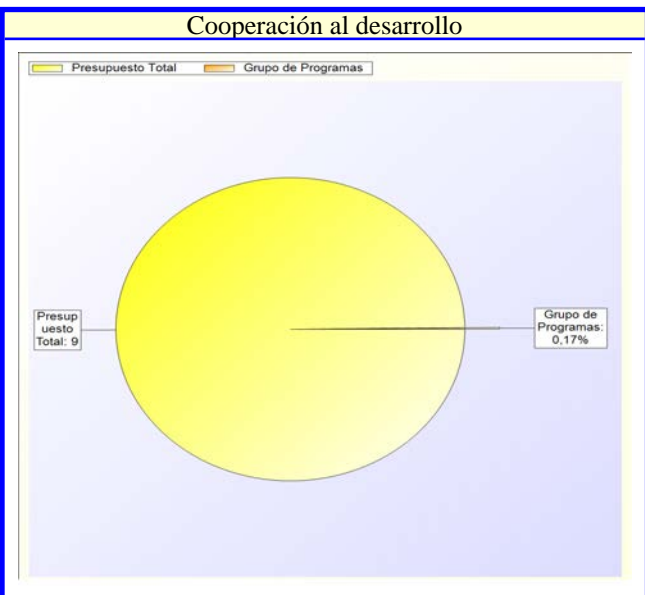 Cooperación al desarrollo
Presupuesto Total Grupo de Programas
Presup
uesto
Total: 9
Grupo de
Programas:
0,17%